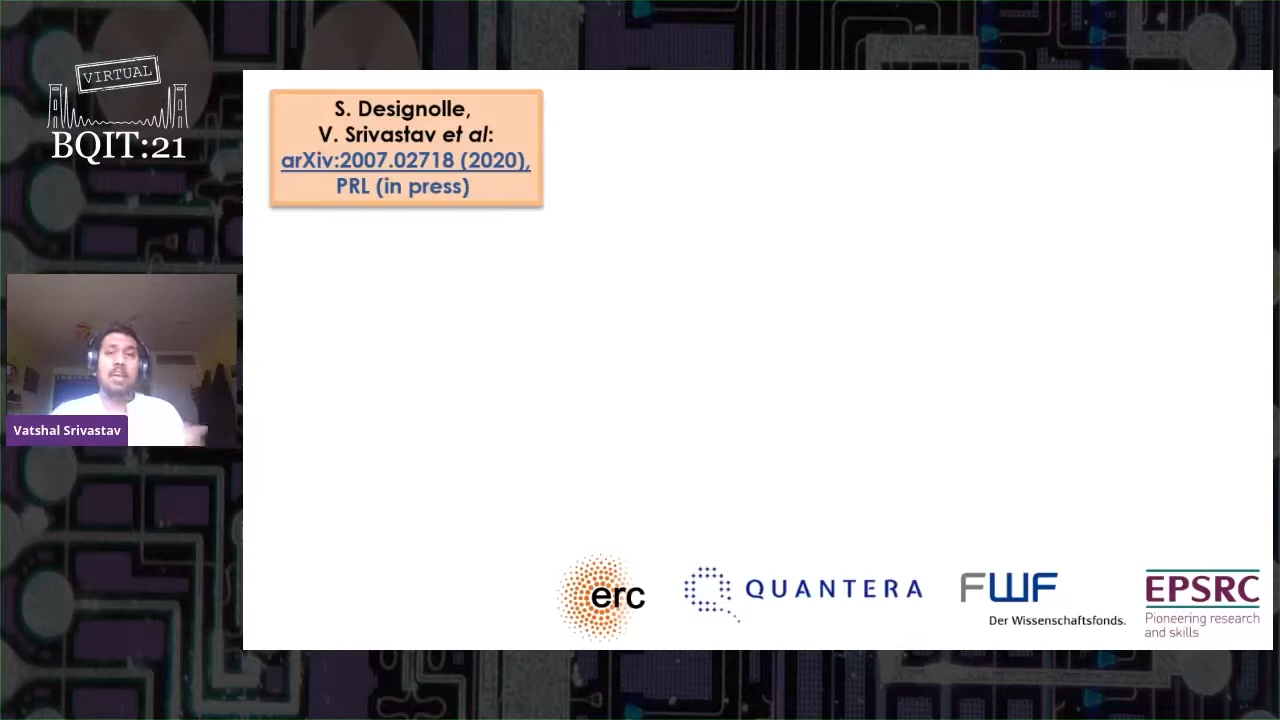 VIRTUAL
BQIT:21
S. Designolle,
V. Srivastav et al:
arXiv:2007.02718 (2020),
PRL (in press)
Vatshal Srivastav
erc
QUANTERA
FWF
Der Wissenschaftsfonds.
EPSRC
Pioneering research
and skills